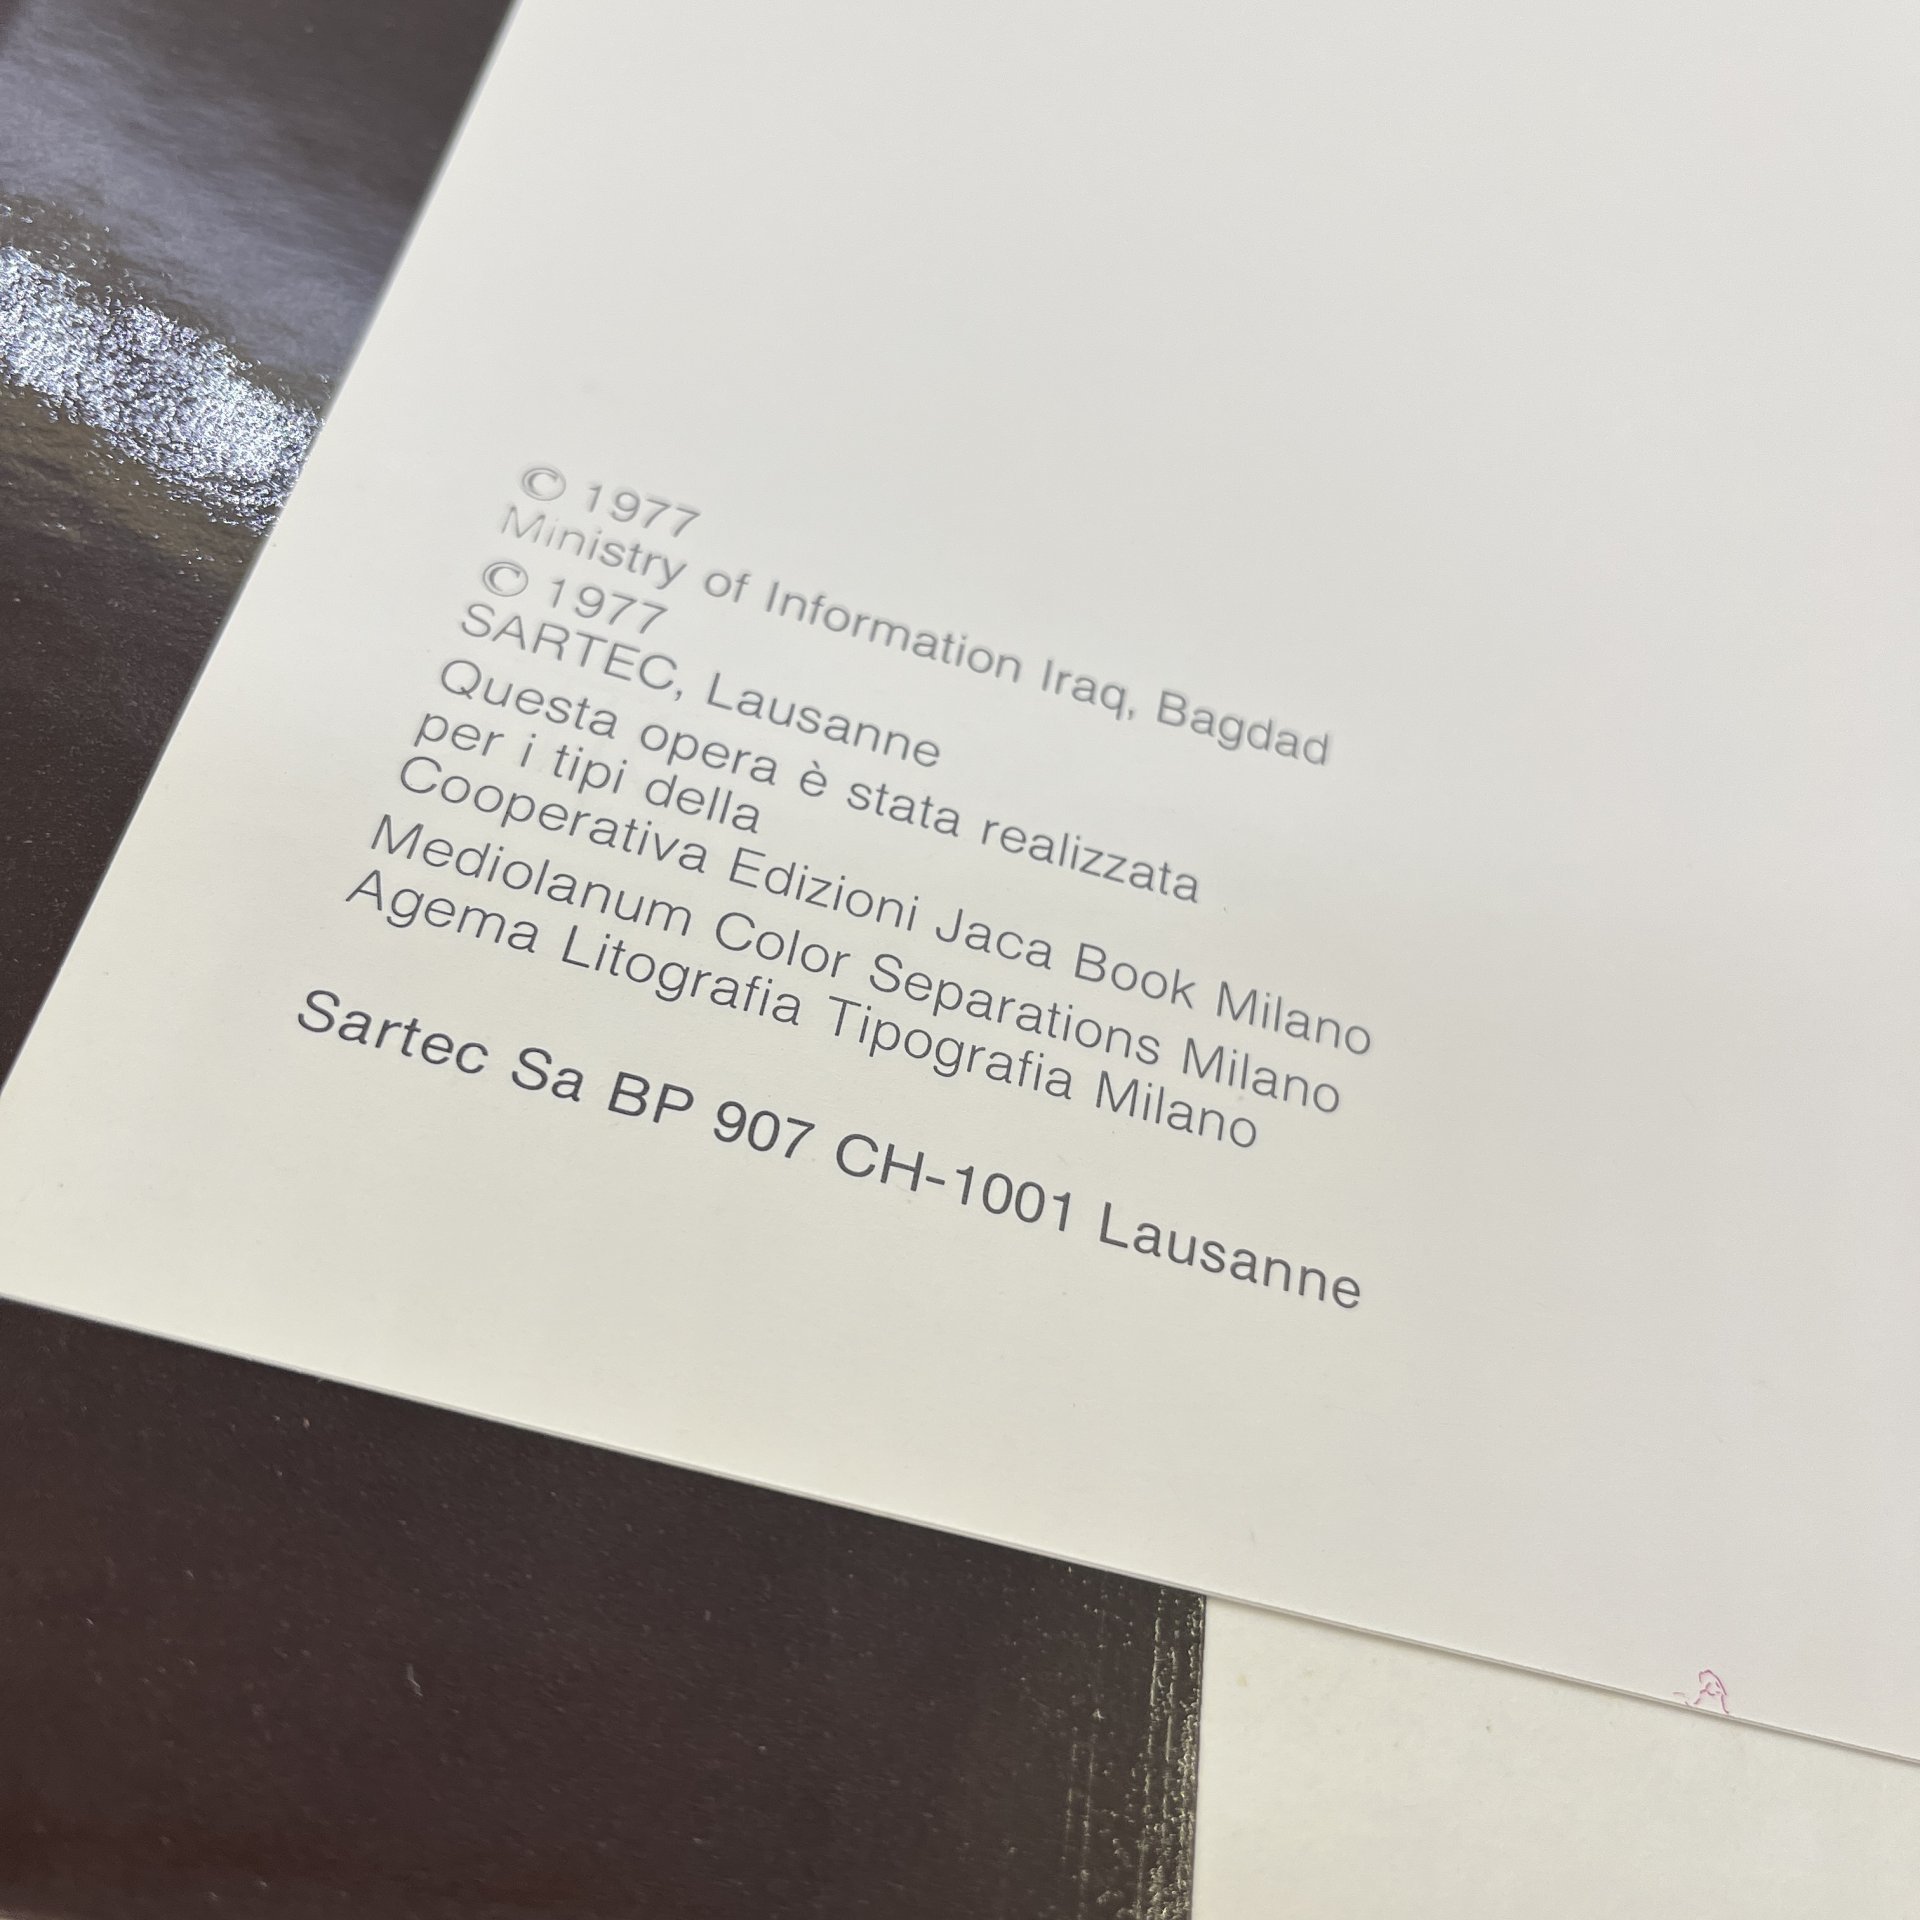 © 1977
Ministry of Information Iraq, Bagdad
© 1977
SARTEC, Lausanne
Questa opera è stata realizzata
per i tipi della
Cooperativa Edizioni Jaca Book Milano
Mediolanum Color Separations Milano
Agema Litografia Tipografia Milano
Sartec Sa BP 907 CH-1001 Lausanne